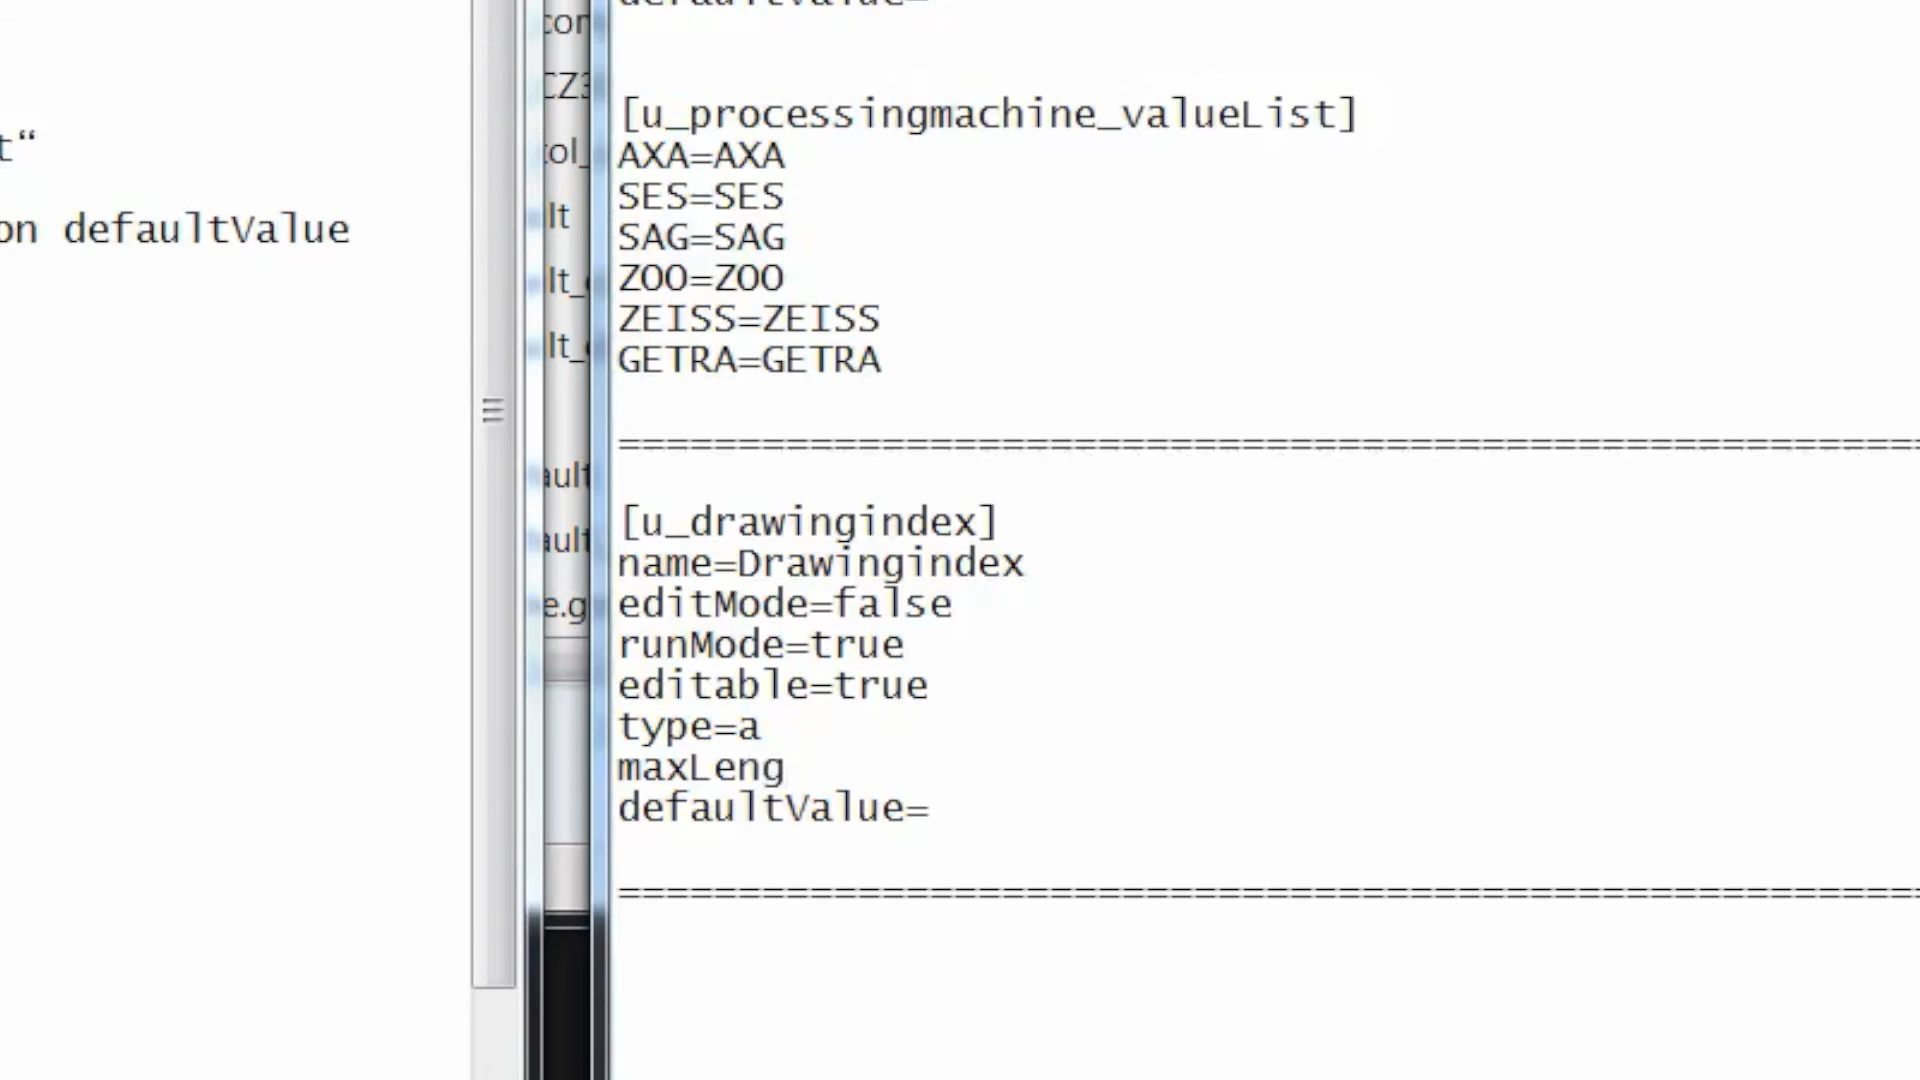 t“
on defaultValue
[u_processingmachine_valueList]
AXA=AXA
SES=SES
SAG=SAG
ZOO=ZOO
ZEISS=ZEISS
GETRA=GETRA
================================================
[u_drawingindex]
name=Drawingindex
editMode=false
runMode=true
editable=true
type=a
maxLeng
defaultValue=
================================================